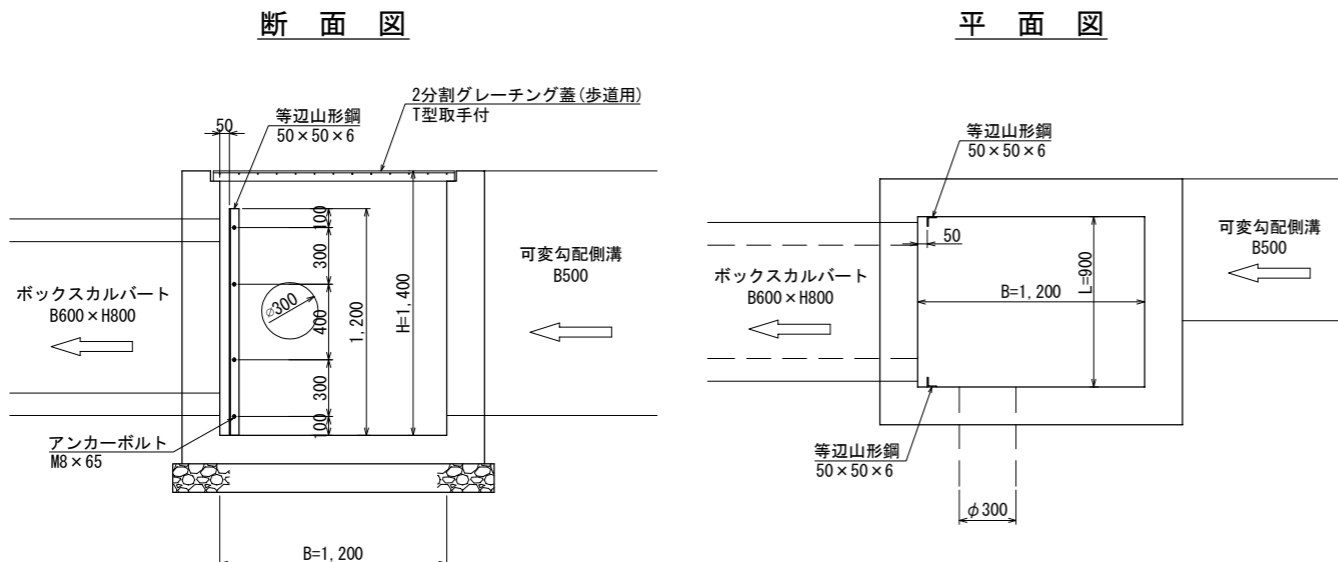 断面図
2分割グレーチング蓋(歩道用)
T型取手付
等辺山形鋼
50×50×6
50
100
300
400
300
100
1,200
H=1,400
∅300
ボックスカルバート
B600×H800
可変勾配側溝
B500
アンカーボルト
M8×65
B=1,200
平面図
等辺山形鋼
50×50×6
50
ボックスカルバート
B600×H800
B=1,200
L=900
可変勾配側溝
B500
等辺山形鋼
50×50×6
φ300